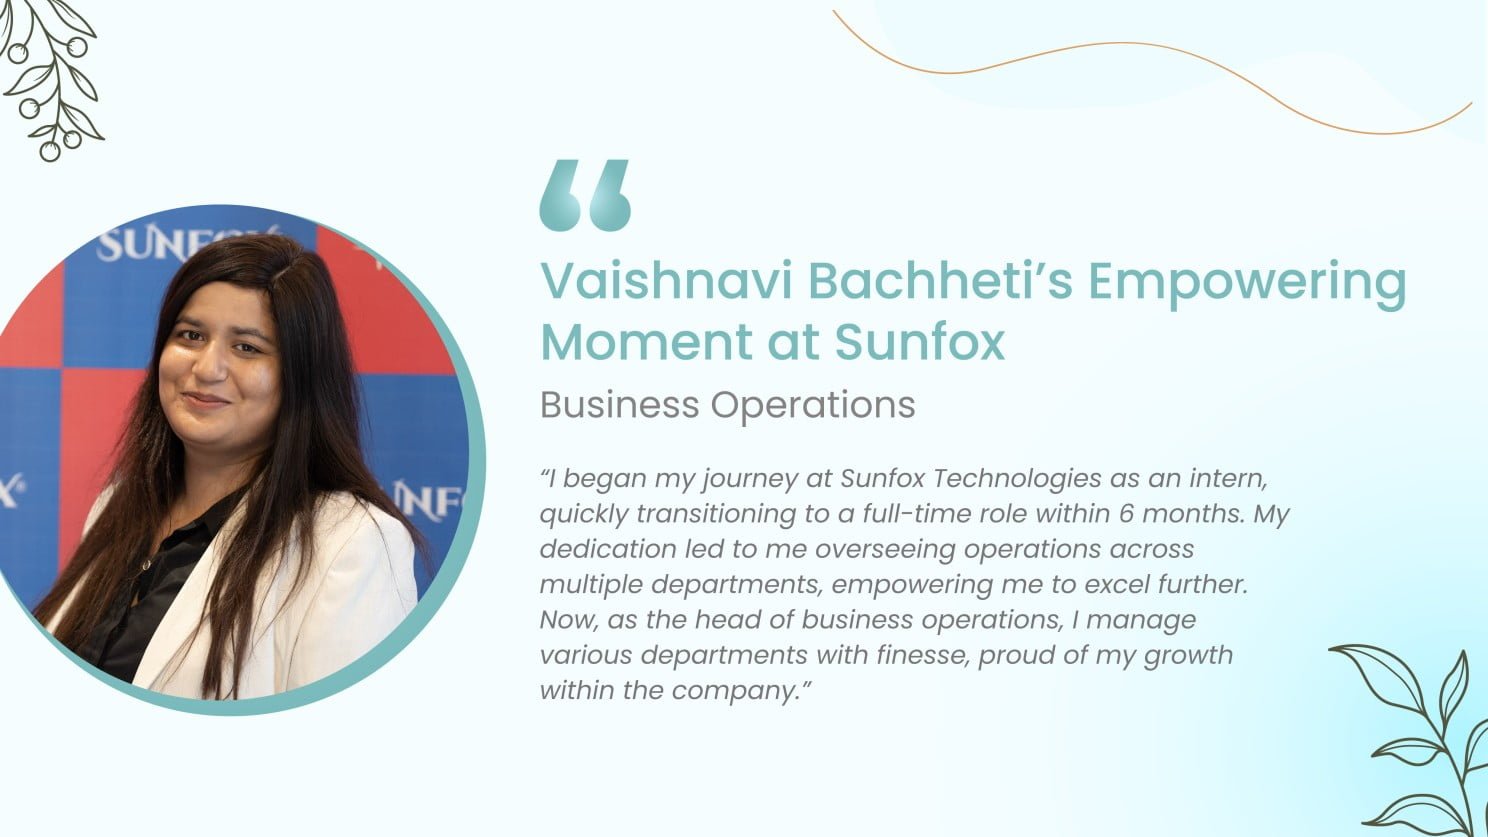 SUNFOX
X®
UNFO
Vaishnavi Bachheti’s Empowering
Moment at Sunfox
Business Operations
“I began my journey at Sunfox Technologies as an intern,
quickly transitioning to a full-time role within 6 months. My
dedication led to me overseeing operations across
multiple departments, empowering me to excel further.
Now, as the head of business operations, I manage
various departments with finesse, proud of my growth
within the company.”